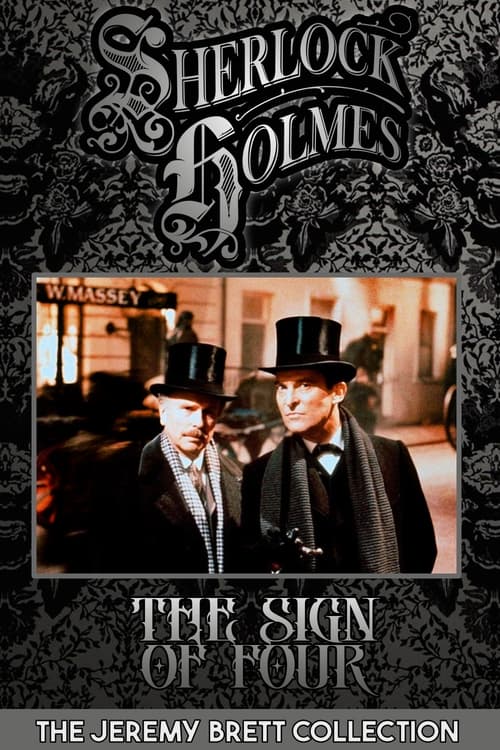 SHERLOCK
HOLMES
W. MASSEY
THE SIGN
OF FOUR
THE JEREMY BRETT COLLECTION